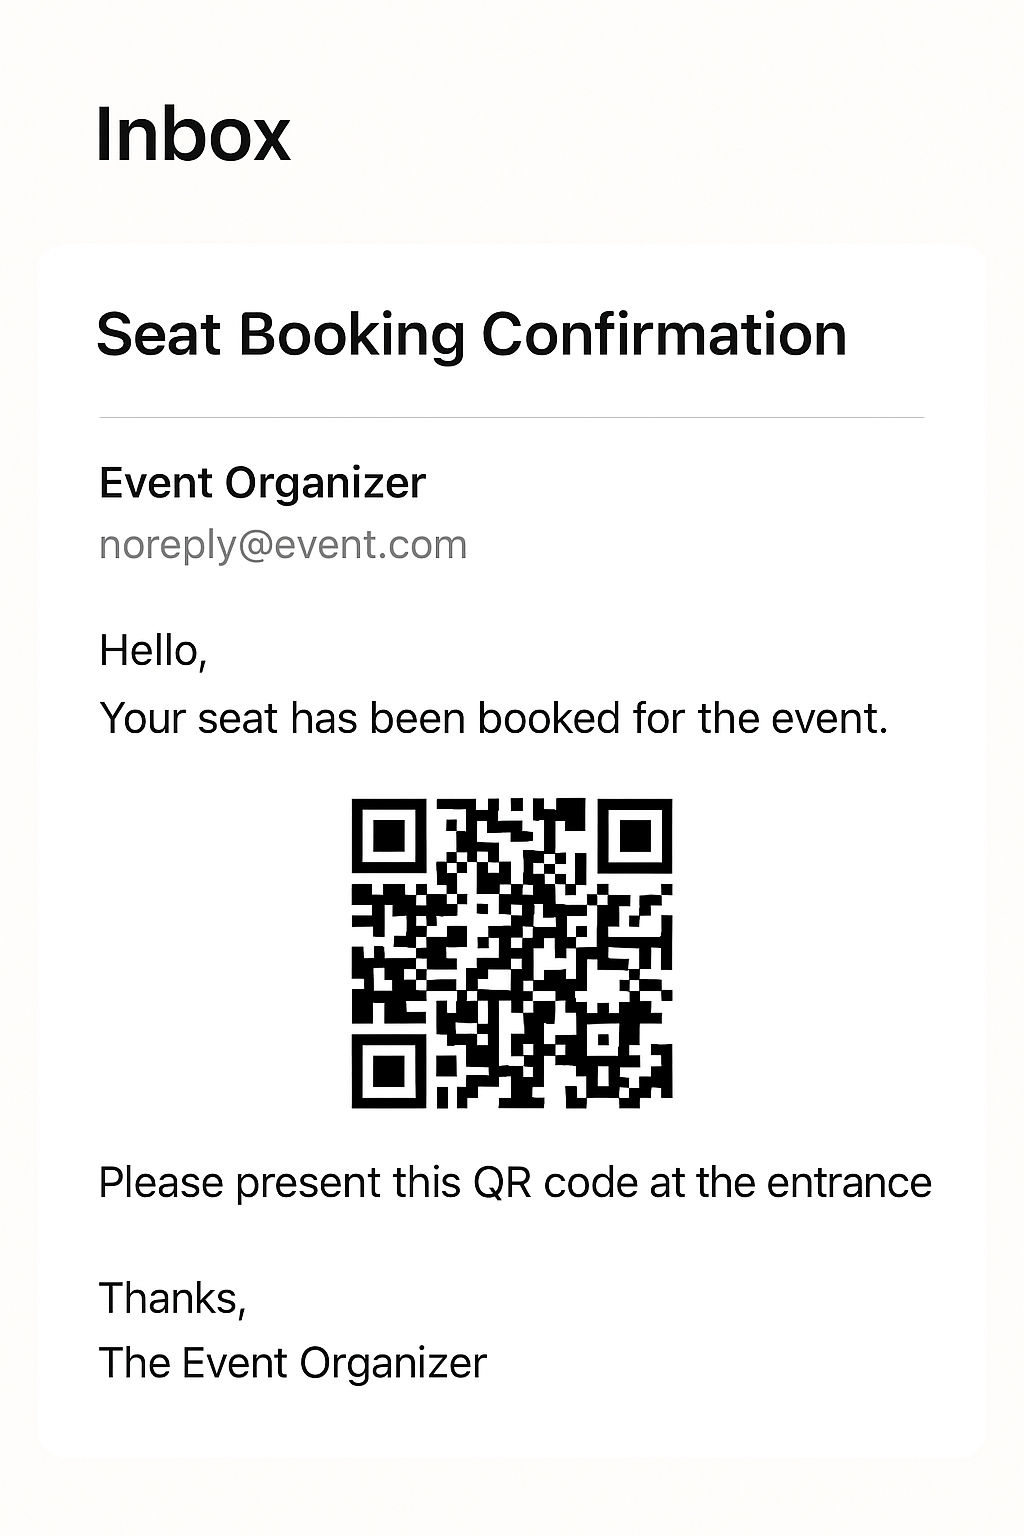 Inbox
Seat Booking Confirmation
Event Organizer
noreply@event.com
Hello,
Your seat has been booked for the event.
Please present this QR code at the entrance
Thanks,
The Event Organizer